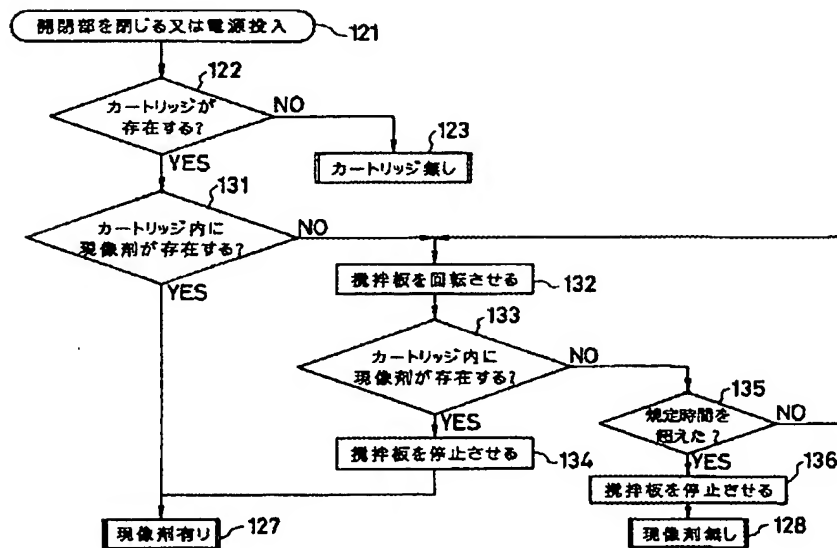 開閉部を閉じる又は電源投入
121
122
カートリッジが
存在する?
NO
YES
123
カートリッジ無し
131
カートリッジ内に
現像剤が存在する?
NO
YES
攪拌板を回転させる
132
133
カートリッジ内に
現像剤が存在する?
NO
YES
135
規定時間を
超えた?
NO
YES
攪拌板を停止させる
134
136
攪拌板を停止させる
現像剤有り
127
現像剤無し
128